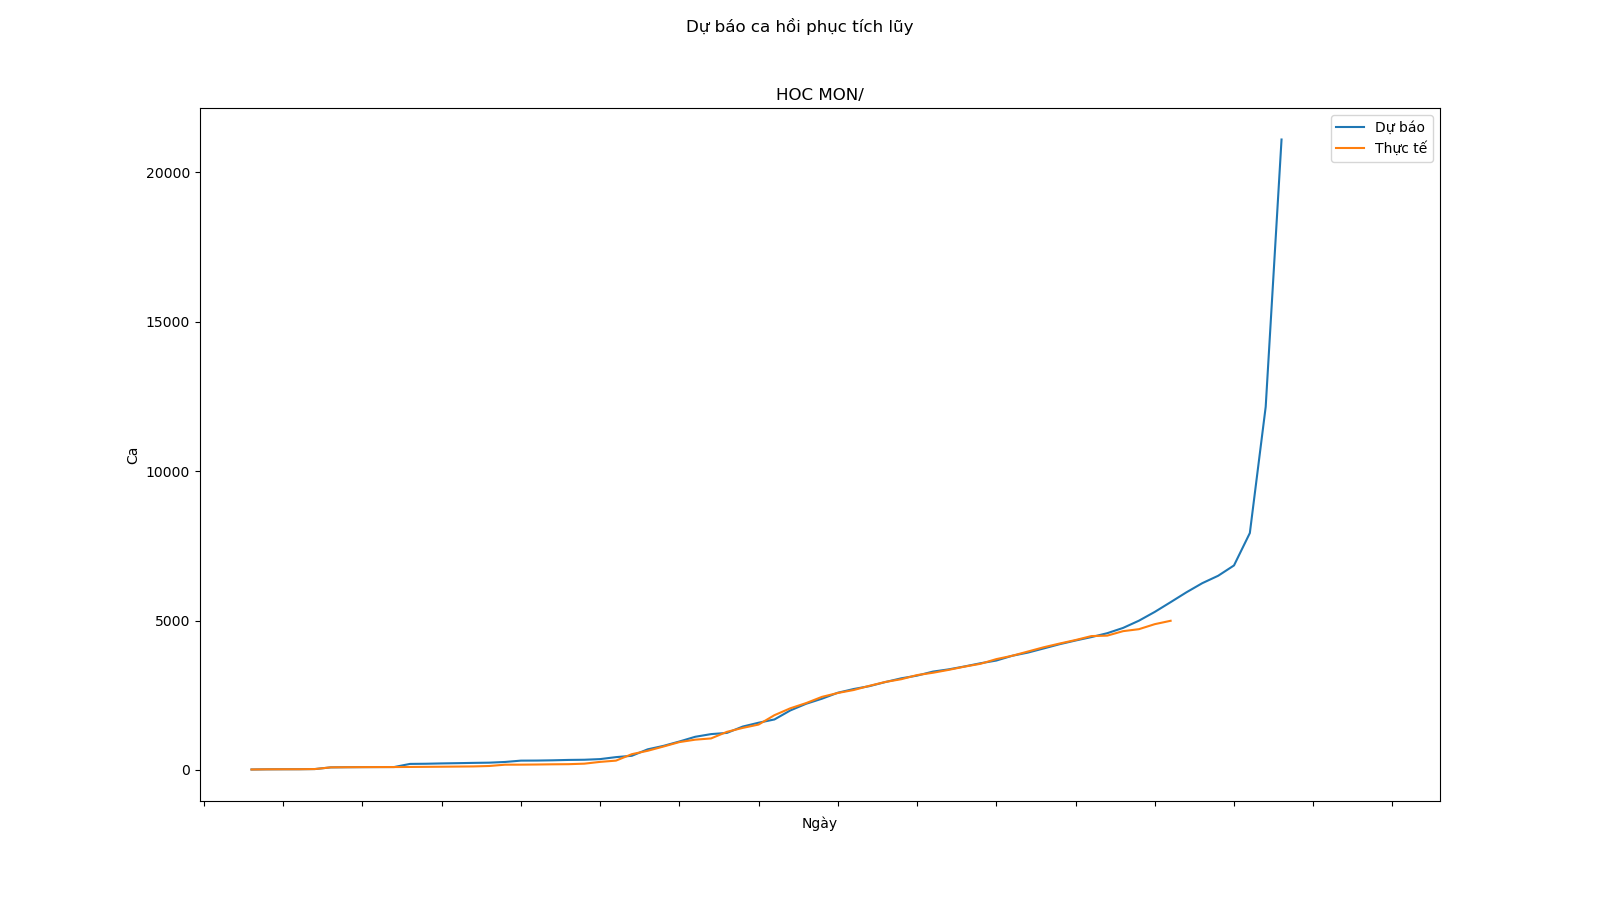 Dự báo ca hồi phục tích lũy
HOC MON/
Dự báo
Thực tế
20000
15000
10000
5000
0
Ca
Ngày